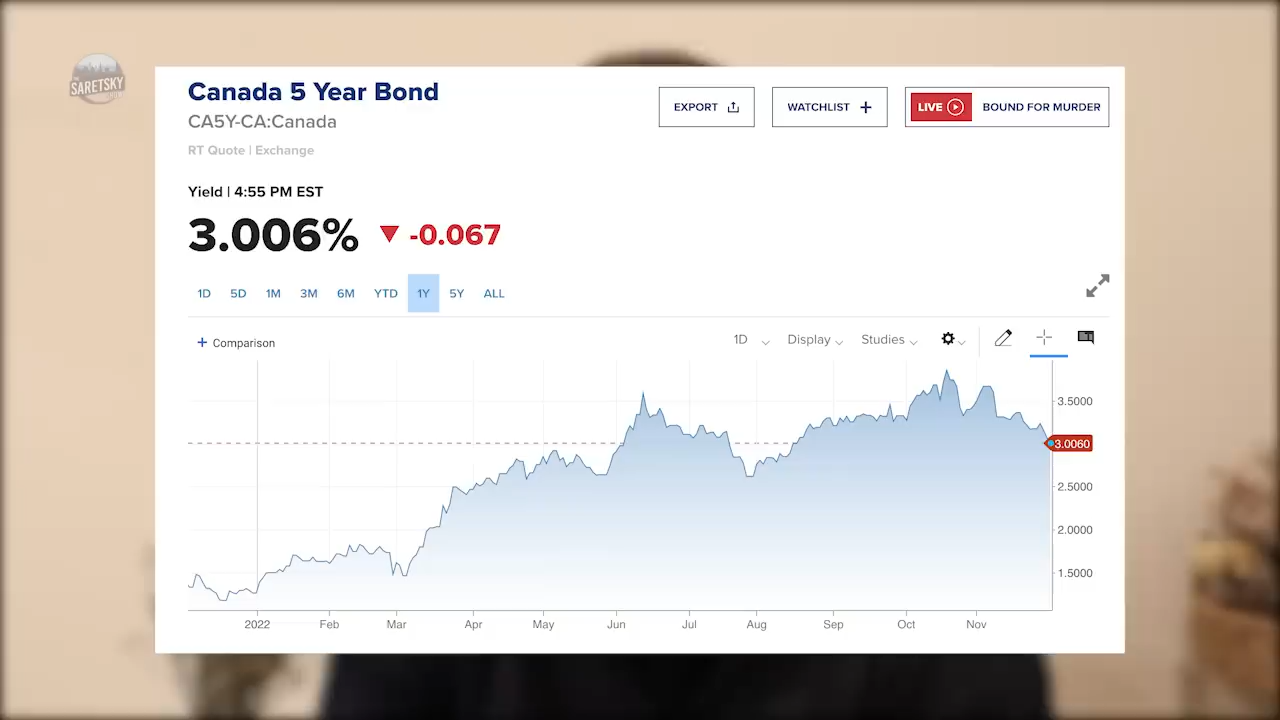 THE
SARETSKY
Canada 5 Year Bond
CA5Y-CA:Canada
RT Quote | Exchange
EXPORT
WATCHLIST +
LIVE
BOUND FOR MURDER
Yield | 4:55 PM EST
3.006% ▼ -0.067
1D 5D 1M 3M 6M YTD 1Y 5Y ALL
+ Comparison
1D Display Studies
3.5000
3.0060
2.5000
2.0000
1.5000
2022 Feb Mar Apr May Jun Jul Aug Sep Oct Nov